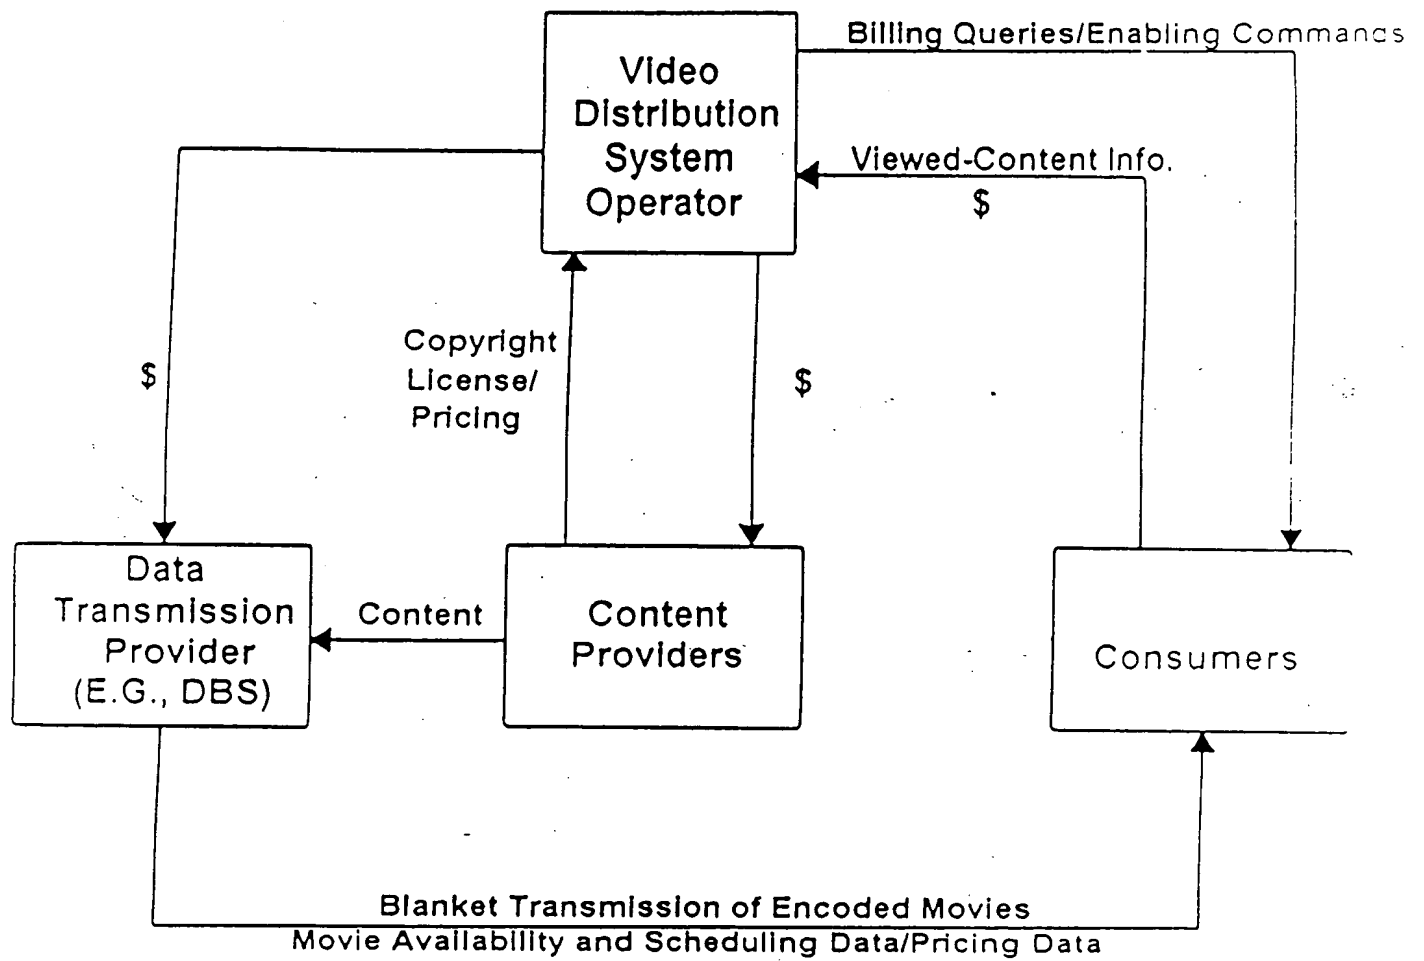 Billing Queries/Enabling Commands
Video
Distribution
System
Operator
Viewed-Content Info.
$
Copyright
License/
Pricing
$
$
Data
Transmission
Provider
(E.G., DBS)
Content
Content
Providers
Consumers
Blanket Transmission of Encoded Movies
Movie Availability and Scheduling Data/Pricing Data